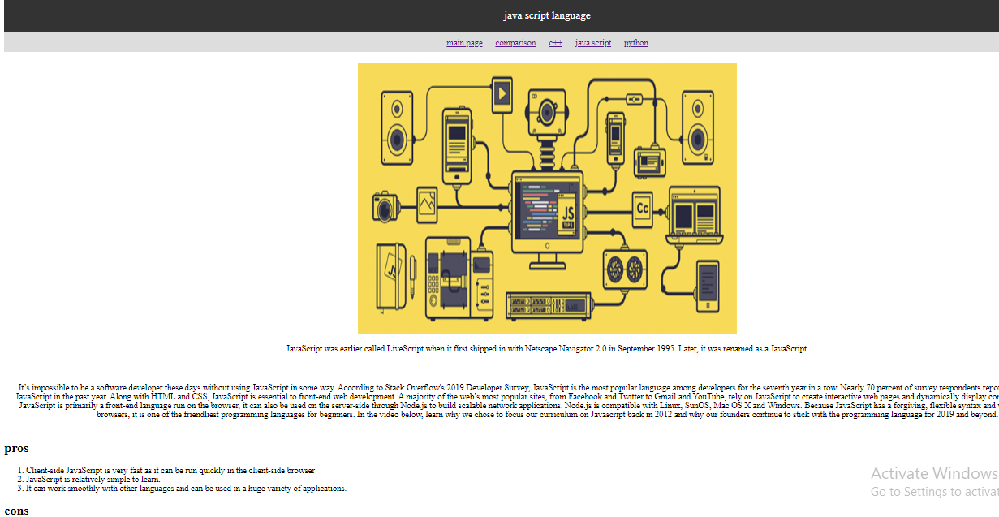 java script language
main page comparison c++ java script python
JS
TIPS
Cc
JS
JavaScript was earlier called LiveScript when it first shipped in with Netscape Navigator 2.0 in September 1995. Later, it was renamed as a JavaScript.
It's impossible to be a software developer these days without using JavaScript in some way. According to Stack Overflow's 2019 Developer Survey, JavaScript is the most popular language among developers for the seventh year in a row. Nearly 70 percent of survey respondents repo
JavaScript in the past year. Along with HTML and CSS, JavaScript is essential to front-end web development. A majority of the web's most popular sites, from Facebook and Twitter to Gmail and YouTube, rely on JavaScript to create interactive web pages and dynamically display co
JavaScript is primarily a front-end language run on the browser, it can also be used on the server-side through Node.js to build scalable network applications. Node.js is compatible with Linux, SunOS, Mac OS X and Windows. Because JavaScript has a forgiving, flexible syntax and
browsers, it is one of the friendliest programming languages for beginners. In the video below, learn why we chose to focus our curriculum on Javascript back in 2012 and why our founders continue to stick with the programming language for 2019 and beyond.
pros
1. Client-side JavaScript is very fast as it can be run quickly in the client-side browser
2. JavaScript is relatively simple to learn.
3. It can work smoothly with other languages and can be used in a huge variety of applications.
Activate Windows
Go to Settings to activa
cons